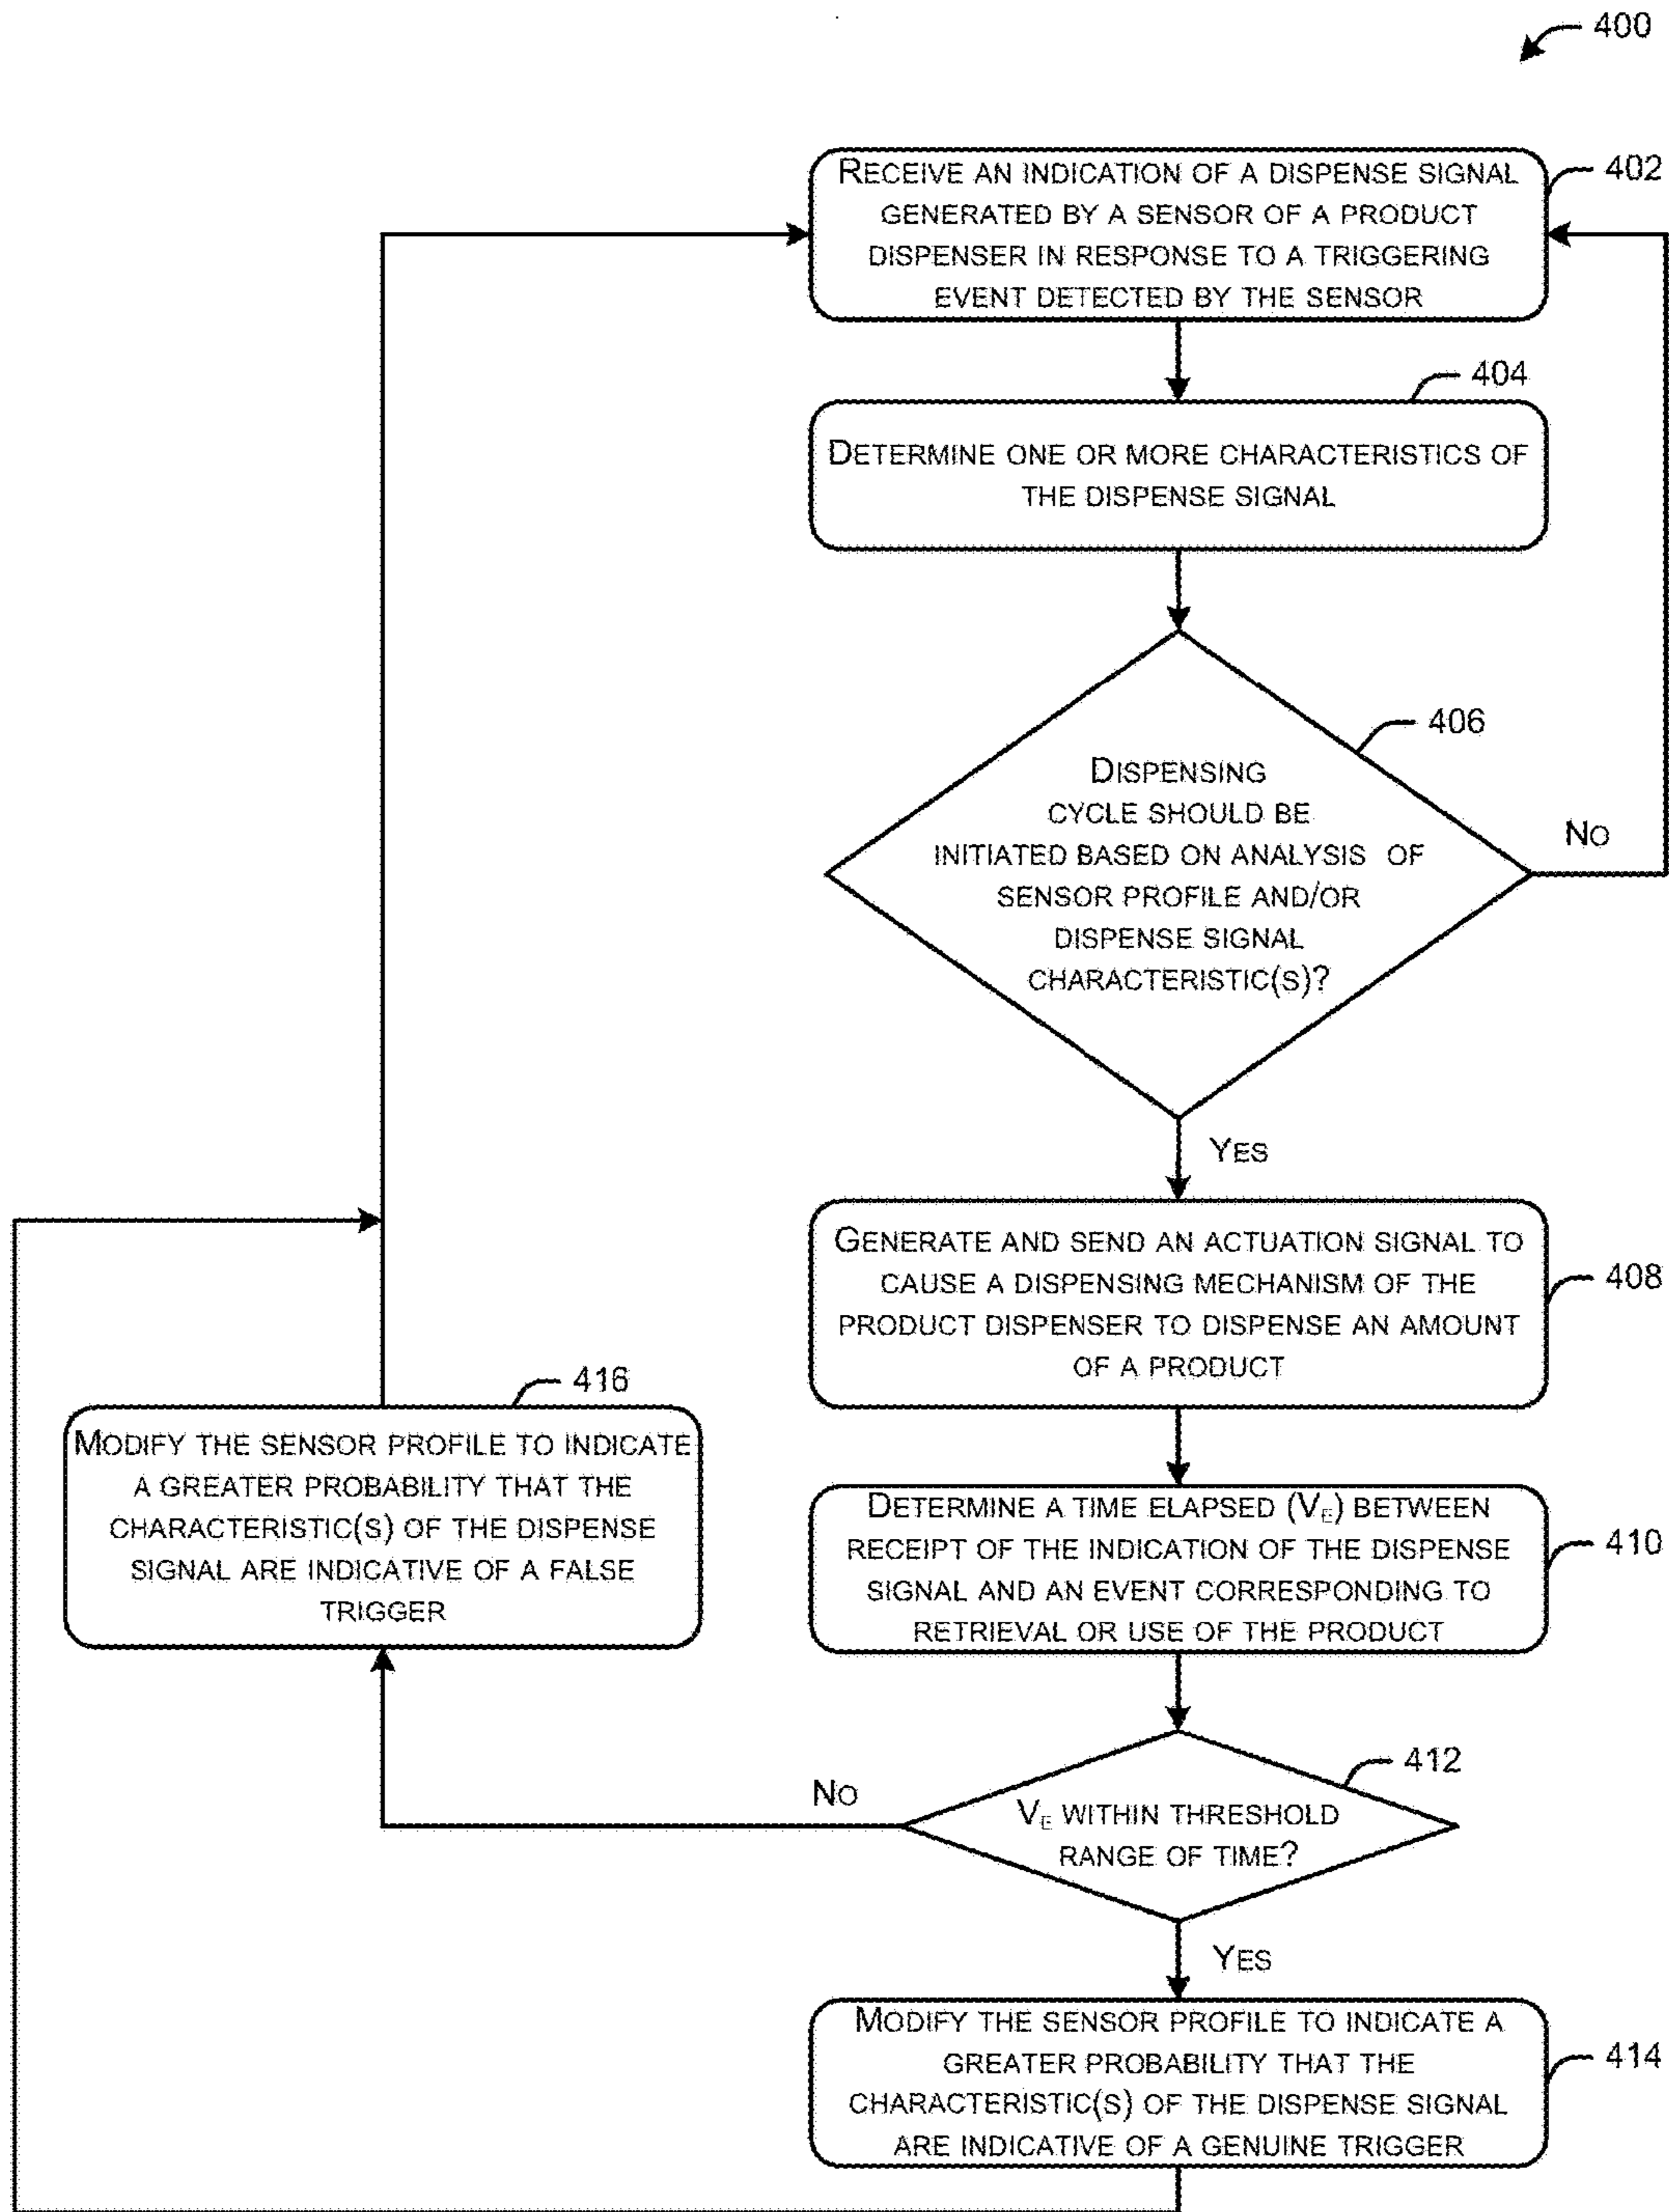 400
RECEIVE AN INDICATION OF A DISPENSE SIGNAL
GENERATED BY A SENSOR OF A PRODUCT
DISPENSER IN RESPONSE TO A TRIGGERING
EVENT DETECTED BY THE SENSOR
402
404
DETERMINE ONE OR MORE CHARACTERISTICS OF
THE DISPENSE SIGNAL
406
DISPENSING
CYCLE SHOULD BE
INITIATED BASED ON ANALYSIS OF
SENSOR PROFILE AND/OR
DISPENSE SIGNAL
CHARACTERISTIC(S)?
NO
YES
GENERATE AND SEND AN ACTUATION SIGNAL TO
CAUSE A DISPENSING MECHANISM OF THE
PRODUCT DISPENSER TO DISPENSE AN AMOUNT
OF A PRODUCT
408
416
MODIFY THE SENSOR PROFILE TO INDICATE
A GREATER PROBABILITY THAT THE
CHARACTERISTIC(S) OF THE DISPENSE
SIGNAL ARE INDICATIVE OF A FALSE
TRIGGER
DETERMINE A TIME ELAPSED (VE) BETWEEN
RECEIPT OF THE INDICATION OF THE DISPENSE
SIGNAL AND AN EVENT CORRESPONDING TO
RETRIEVAL OR USE OF THE PRODUCT
410
412
NO
VE WITHIN THRESHOLD
RANGE OF TIME?
YES
MODIFY THE SENSOR PROFILE TO INDICATE A
GREATER PROBABILITY THAT THE
CHARACTERISTIC(S) OF THE DISPENSE SIGNAL
ARE INDICATIVE OF A GENUINE TRIGGER
414